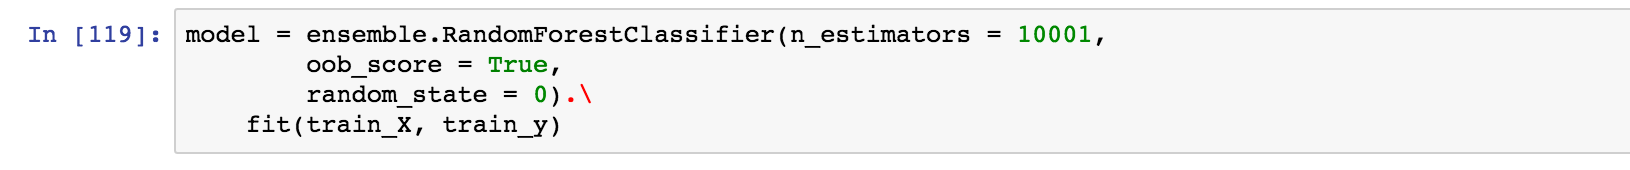 In [119]: model = ensemble.RandomForestClassifier(n_estimators = 10001,
oob_score = True,
random_state = 0).\
fit(train_X, train_y)